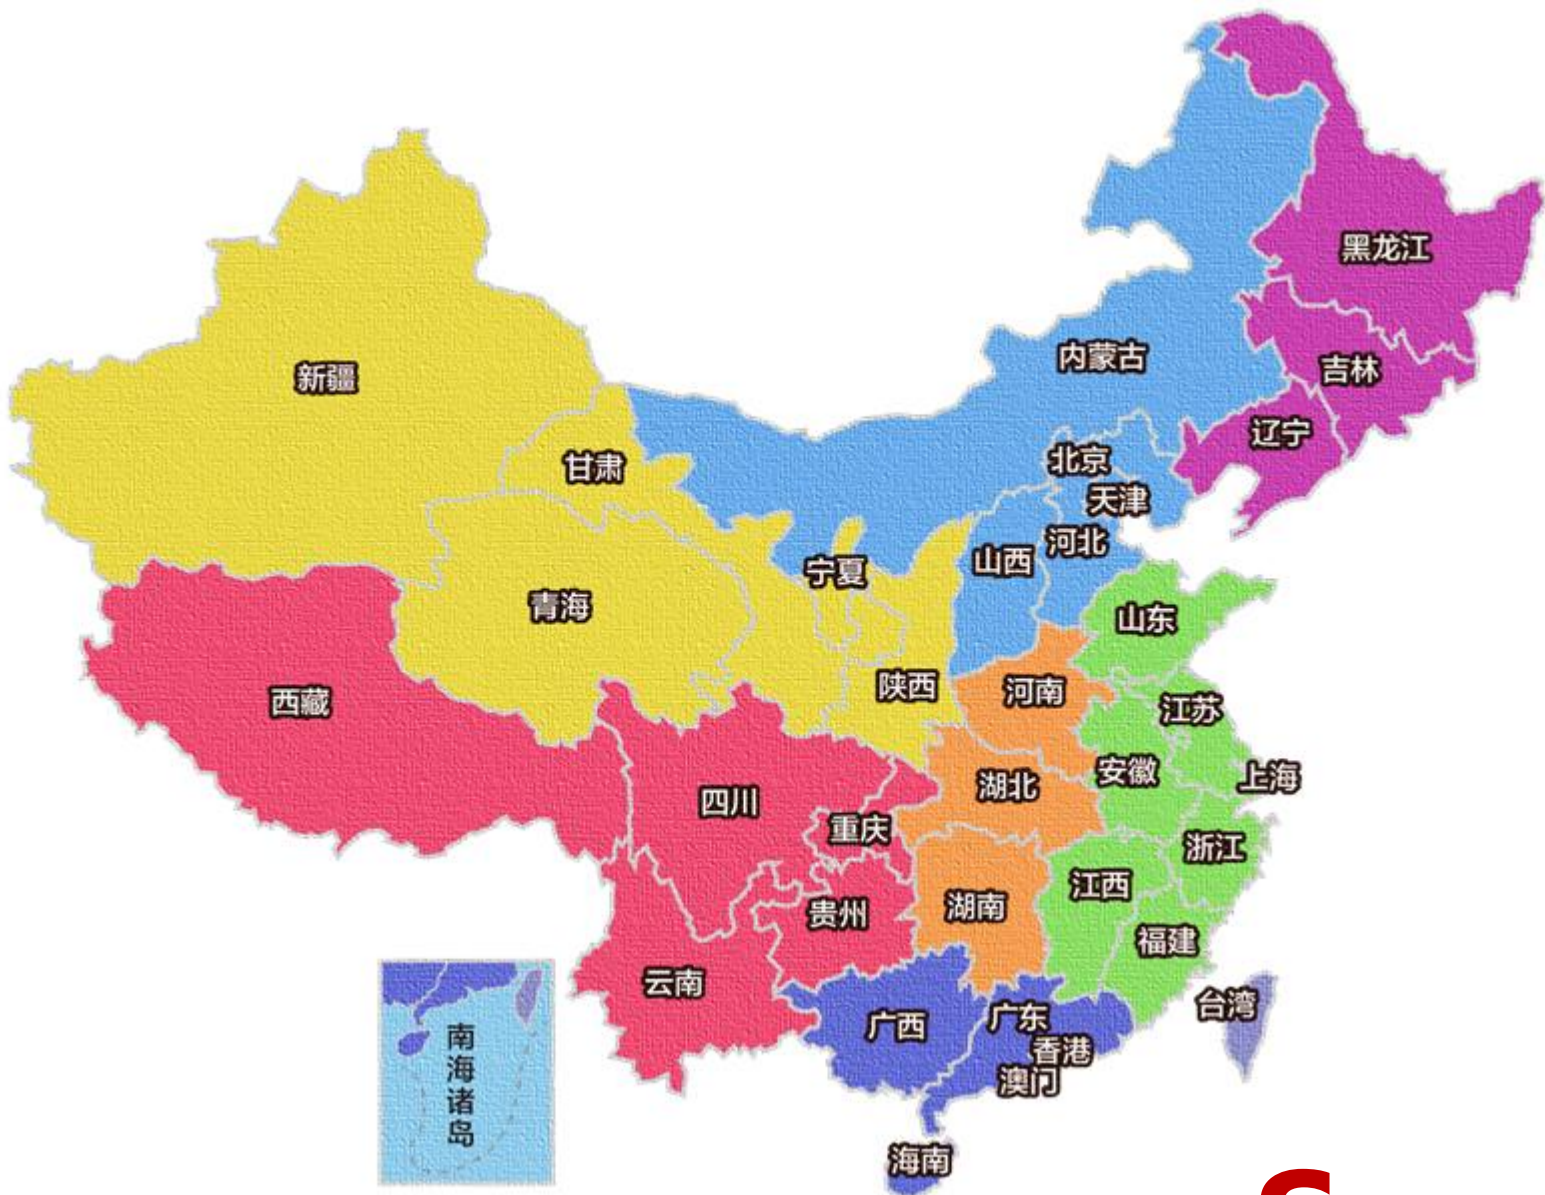 黑龙江
内蒙古
吉林
新疆
辽宁
北京
甘肃
天津
河北
山西
宁夏
青海
山东
陕西
河南
西藏
江苏
安徽
上海
湖北
四川
重庆
浙江
江西
湖南
贵州
福建
云南
台湾
广西
广东
香港
澳门
南海诸岛
海南